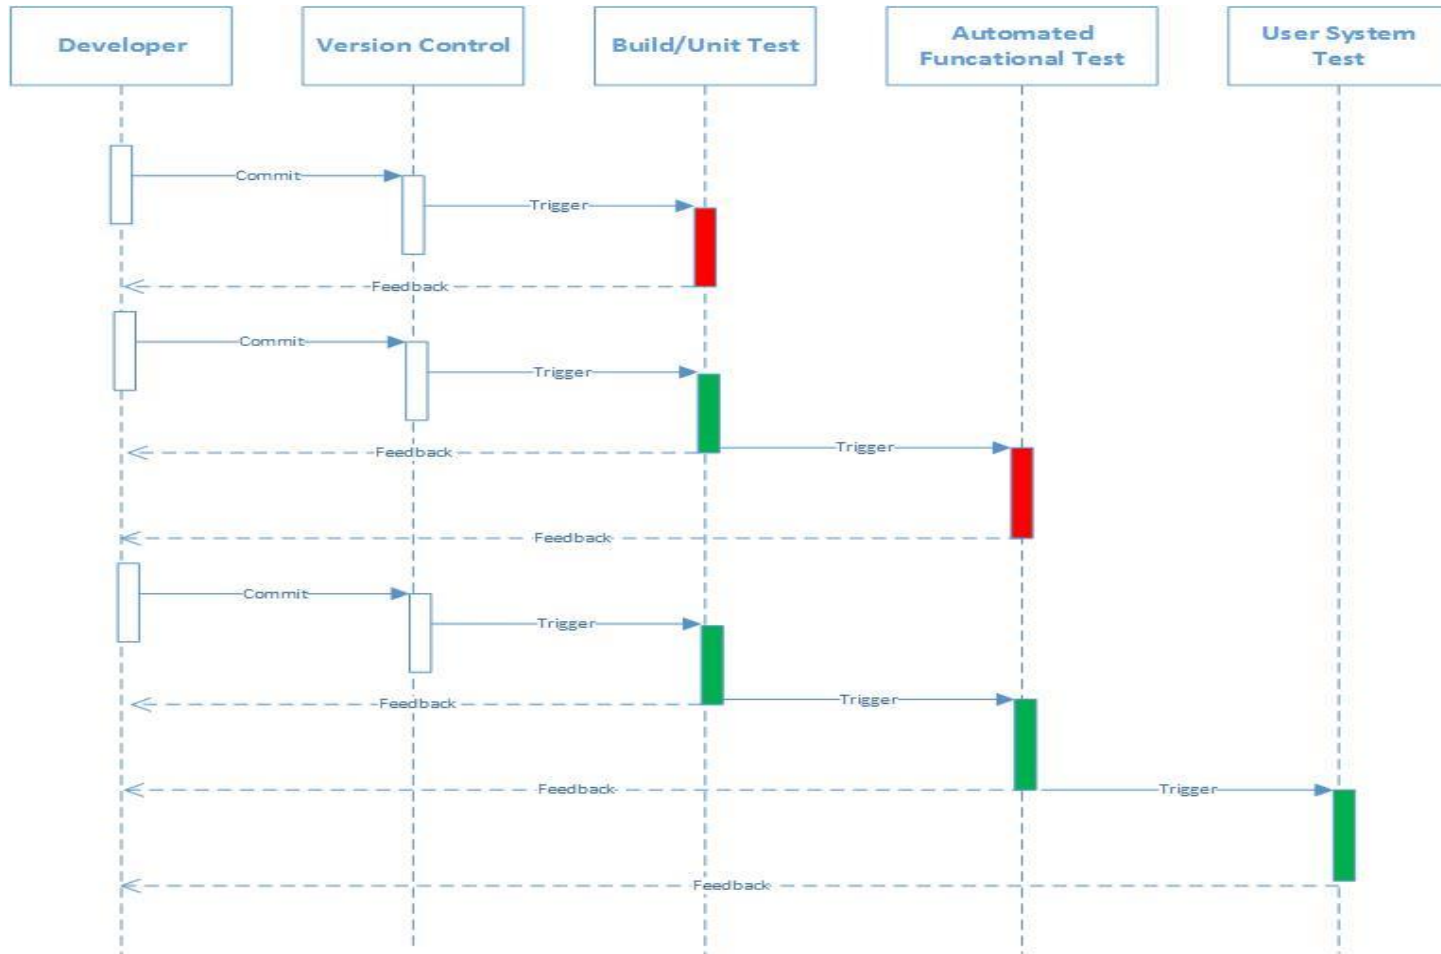 Developer
Version Control
Build/Unit Test
Automated
Funcational Test
User System
Test
Commit
Trigger
Feedback
Commit
Trigger
Feedback
Trigger
Feedback
Commit
Trigger
Feedback
Trigger
Feedback
Trigger
Feedback